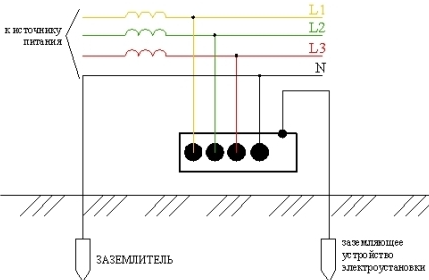 L1
к источнику
питания
L2
L3
N
ЗАЗЕМЛИТЕЛЬ
заземляющее
устройство
электроустановки